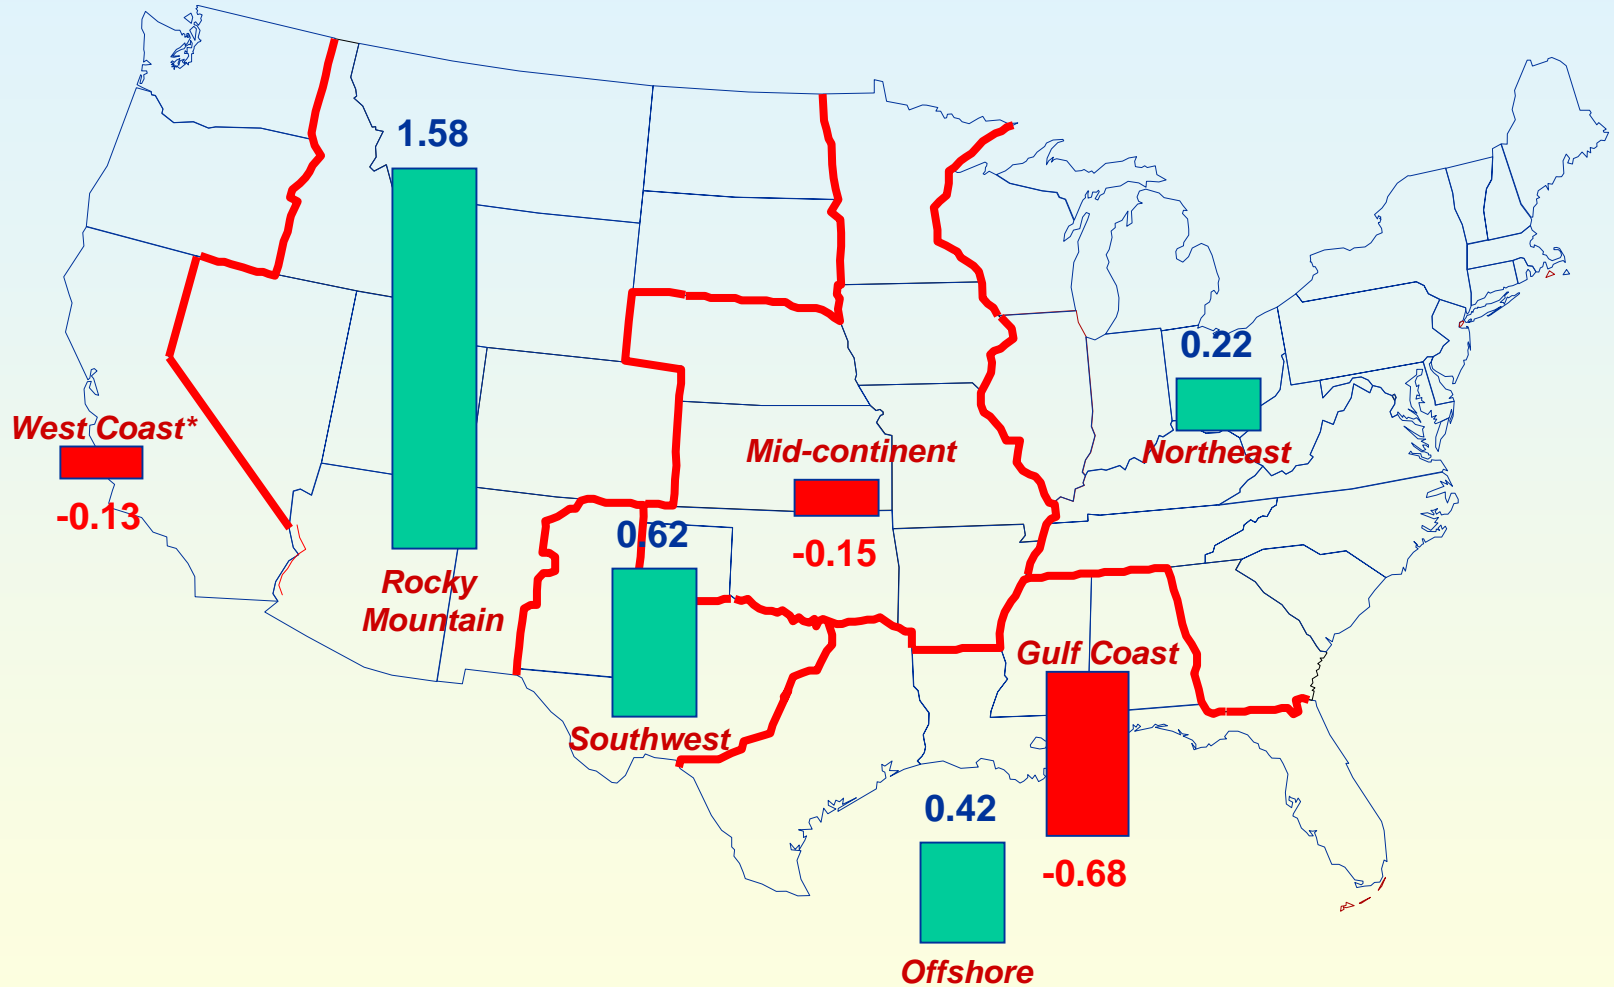 1.58
Rocky
Mountain
West Coast*
-0.13
0.62
Southwest
Mid-continent
-0.15
0.22
Northeast
Gulf Coast
-0.68
0.42
Offshore